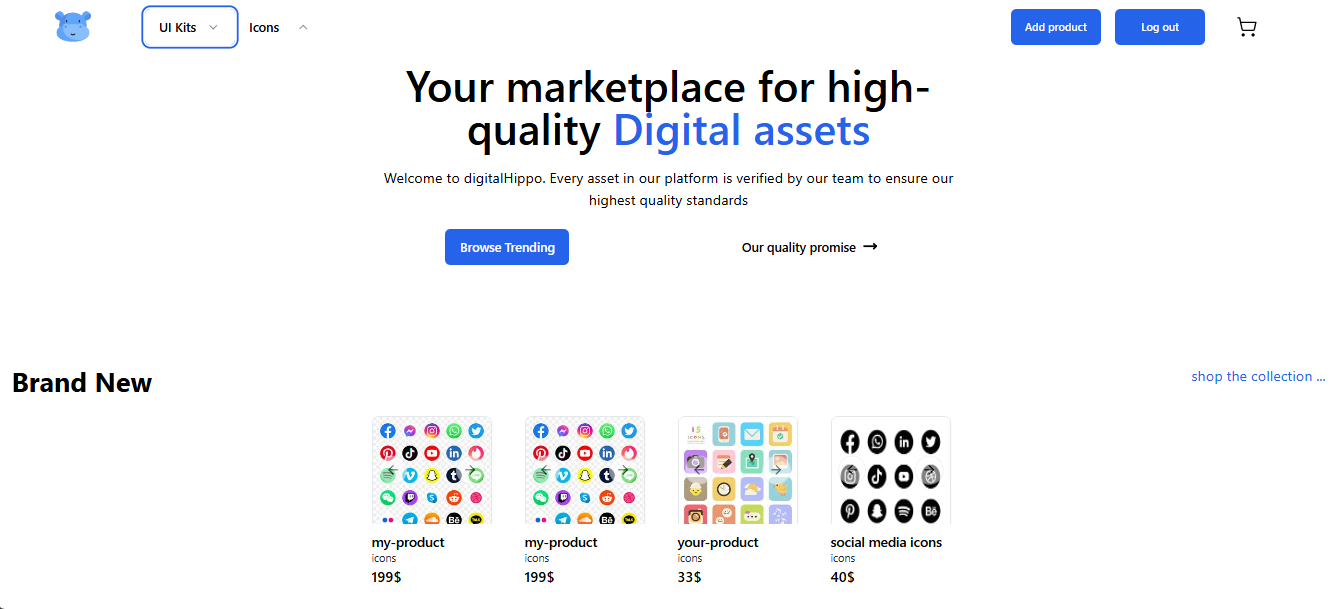 UI Kits
Icons
Add product
Log out
Your marketplace for high-
quality Digital assets
Welcome to digitalHippo. Every asset in our platform is verified by our team to ensure our
highest quality standards
Browse Trending
Our quality promise →
Brand New
shop the collection ...
15
ICONS
my-product
icons
199$
my-product
icons
199$
your-product
icons
33$
social media icons
icons
40$